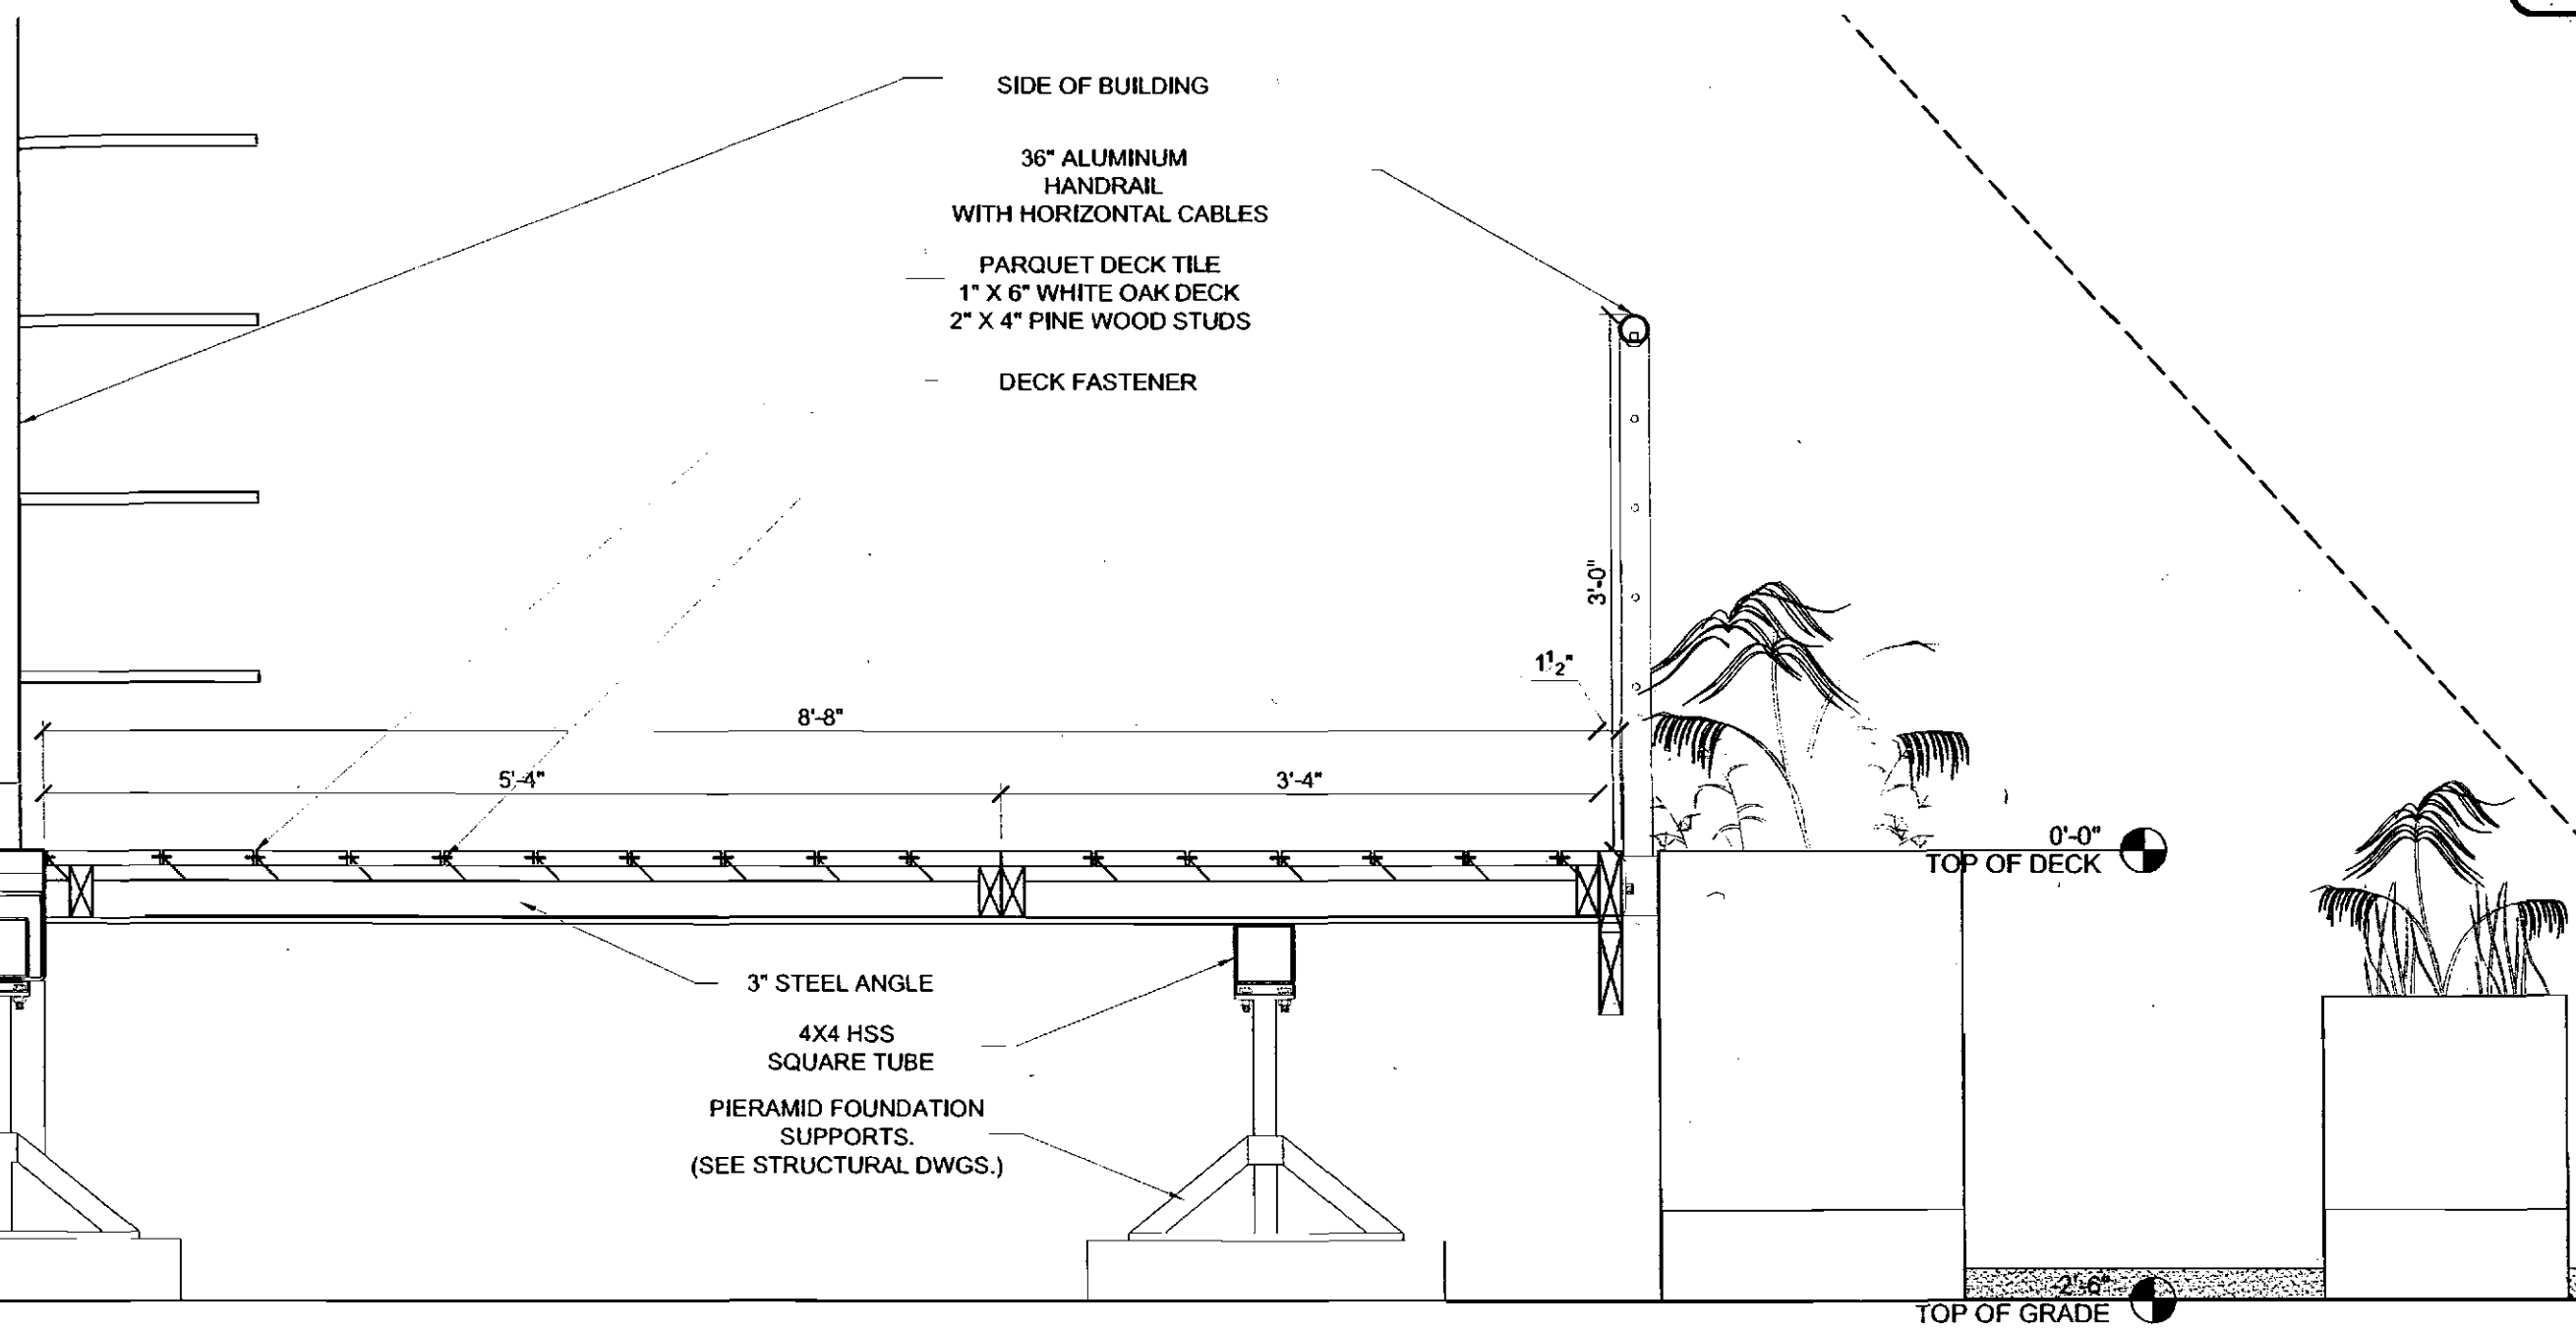 SIDE OF BUILDING
36" ALUMINUM
HANDRAIL
WITH HORIZONTAL CABLES
PARQUET DECK TILE
1" X 6" WHITE OAK DECK
2" X 4" PINE WOOD STUDS
DECK FASTENER
3'-0"
1 1/2"
8'-8"
5'-4"
3'-4"
0'-0"
TOP OF DECK
3" STEEL ANGLE
4X4 HSS
SQUARE TUBE
PIERAMID FOUNDATION
SUPPORTS.
(SEE STRUCTURAL DWGS.)
-2'-6"
TOP OF GRADE